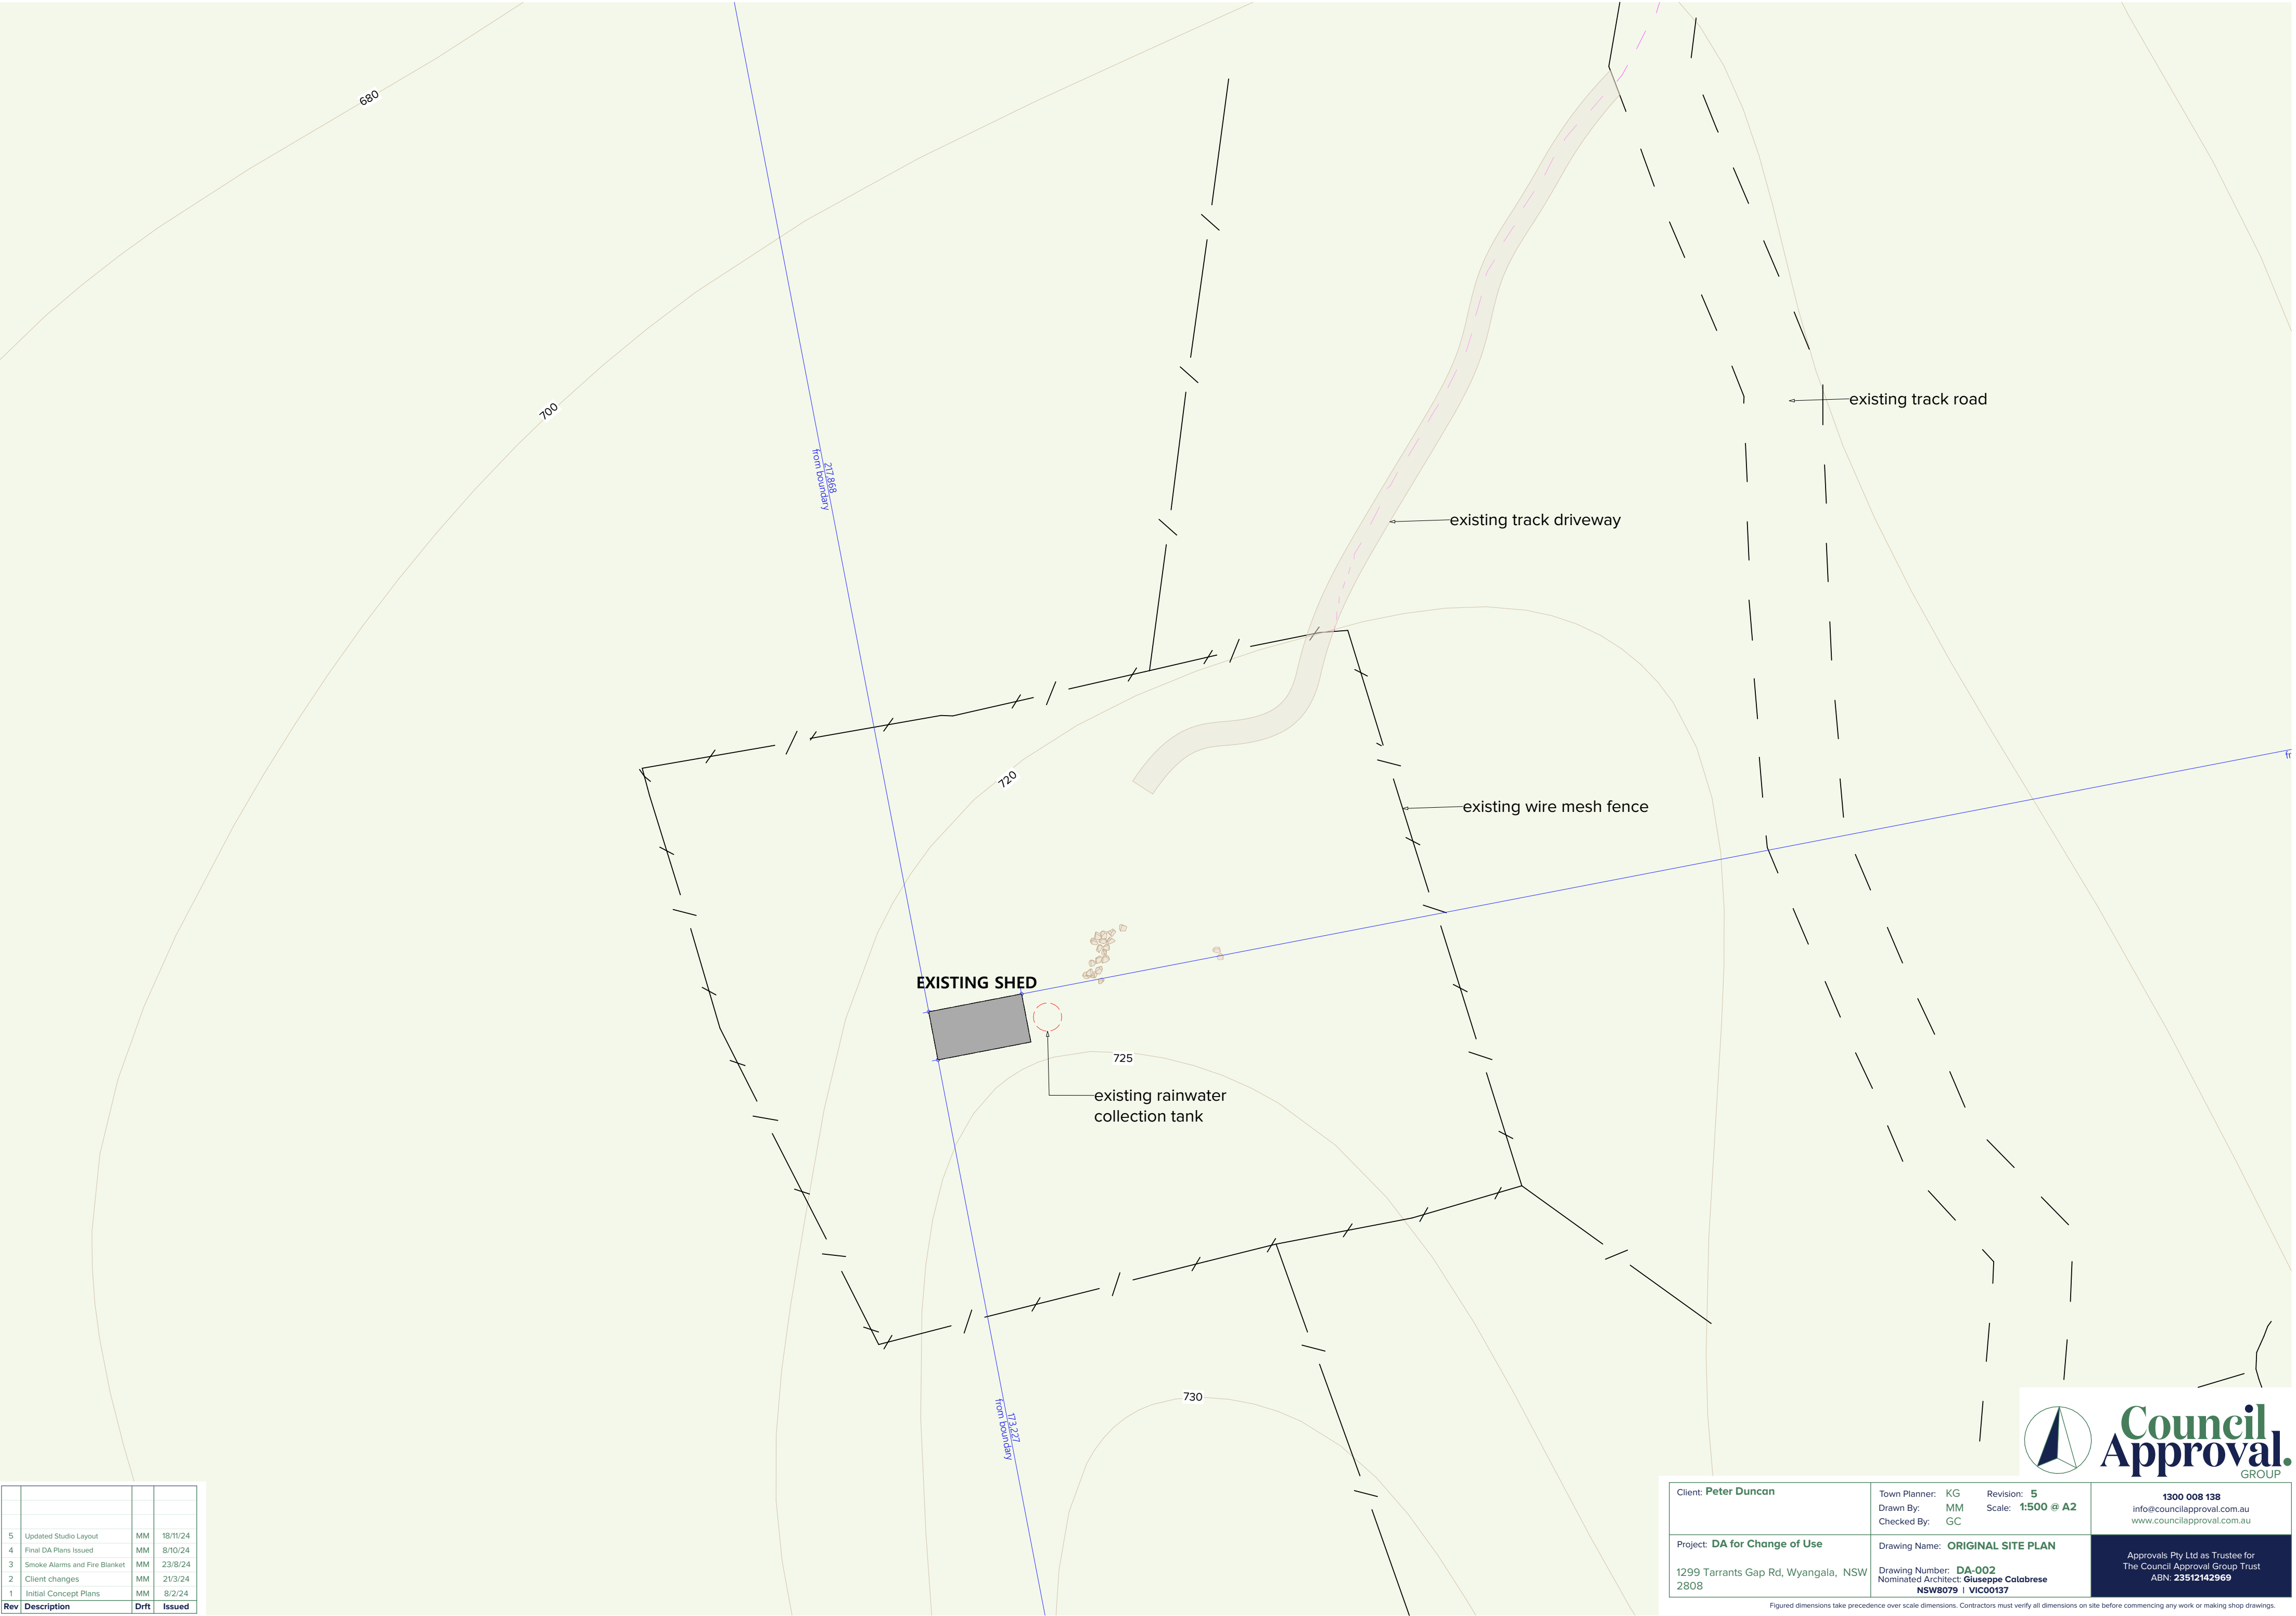 680
700
217,868
from boundary
existing track road
existing track driveway
720
existing wire mesh fence
fr
EXISTING SHED
725
existing rainwater
collection tank
730
173,227
from boundary
5 Updated Studio Layout MM 18/11/24
4 Final DA Plans Issued MM 8/10/24
3 Smoke Alarms and Fire Blanket MM 23/8/24
2 Client changes MM 21/3/24
1 Initial Concept Plans MM 8/2/24
Rev Description Drft Issued
Council
Approval.
GROUP
Client: Peter Duncan
Town Planner: KG Revision: 5
Drawn By: MM Scale: 1:500 @ A2
Checked By: GC
1300 008 138
info@councilapproval.com.au
www.councilapproval.com.au
Project: DA for Change of Use
1299 Tarrants Gap Rd, Wyangala, NSW
2808
Drawing Name: ORIGINAL SITE PLAN
Drawing Number: DA-002
Nominated Architect: Giuseppe Calabrese
NSW8079 | VIC00137
Approvals Pty Ltd as Trustee for
The Council Approval Group Trust
ABN: 23512142969
Figured dimensions take precedence over scale dimensions. Contractors must verify all dimensions on site before commencing any work or making shop drawings.